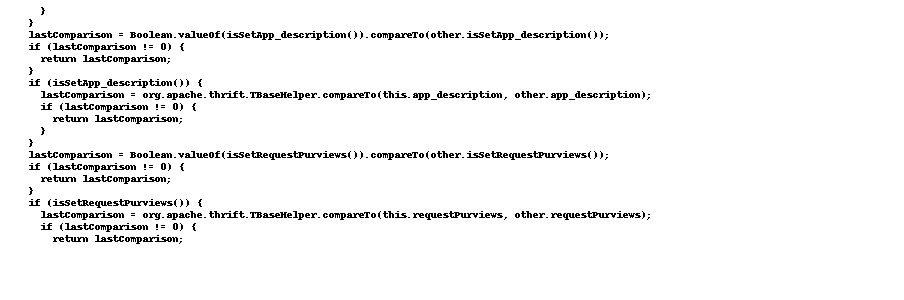 }
}
lastComparison = Boolean.valueOf(isSetApp_description()).compareTo(other.isSetApp_description());
if (lastComparison != 0) {
return lastComparison;
}
if (isSetApp_description()) {
lastComparison = org.apache.thrift.TBaseHelper.compareTo(this.app_description, other.app_description);
if (lastComparison != 0) {
return lastComparison;
}
}
lastComparison = Boolean.valueOf(isSetRequestPurviews()).compareTo(other.isSetRequestPurviews());
if (lastComparison != 0) {
return lastComparison;
}
if (isSetRequestPurviews()) {
lastComparison = org.apache.thrift.TBaseHelper.compareTo(this.requestPurviews, other.requestPurviews);
if (lastComparison != 0) {
return lastComparison;